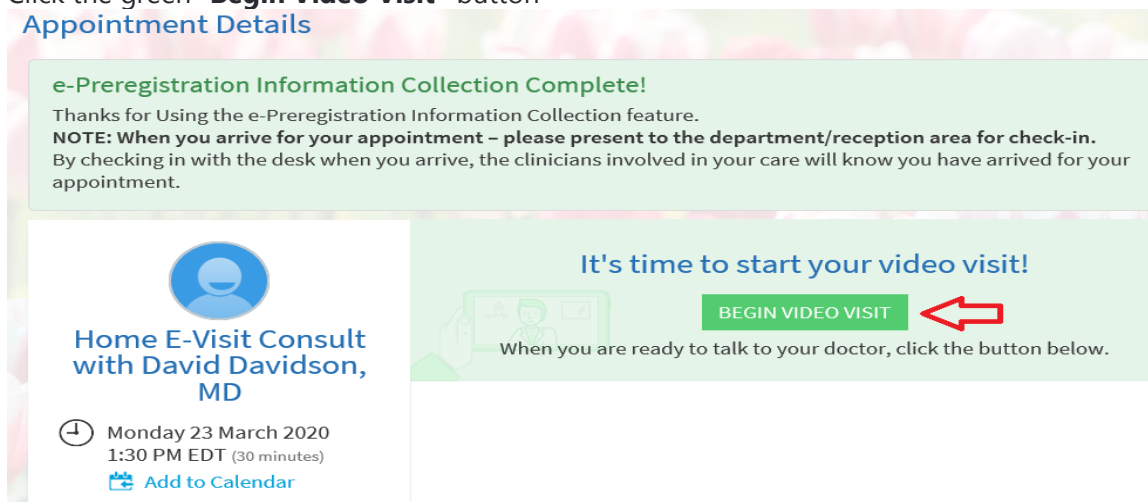 Click the green "Begin Video Visit" button
Appointment Details
e-Preregistration Information Collection Complete!
Thanks for Using the e-Preregistration Information Collection feature.
NOTE: When you arrive for your appointment – please present to the department/reception area for check-in.
By checking in with the desk when you arrive, the clinicians involved in your care will know you have arrived for your
appointment.
It's time to start your video visit!
BEGIN VIDEO VISIT
When you are ready to talk to your doctor, click the button below.
Home E-Visit Consult
with David Davidson,
MD
Monday 23 March 2020
1:30 PM EDT (30 minutes)
Add to Calendar